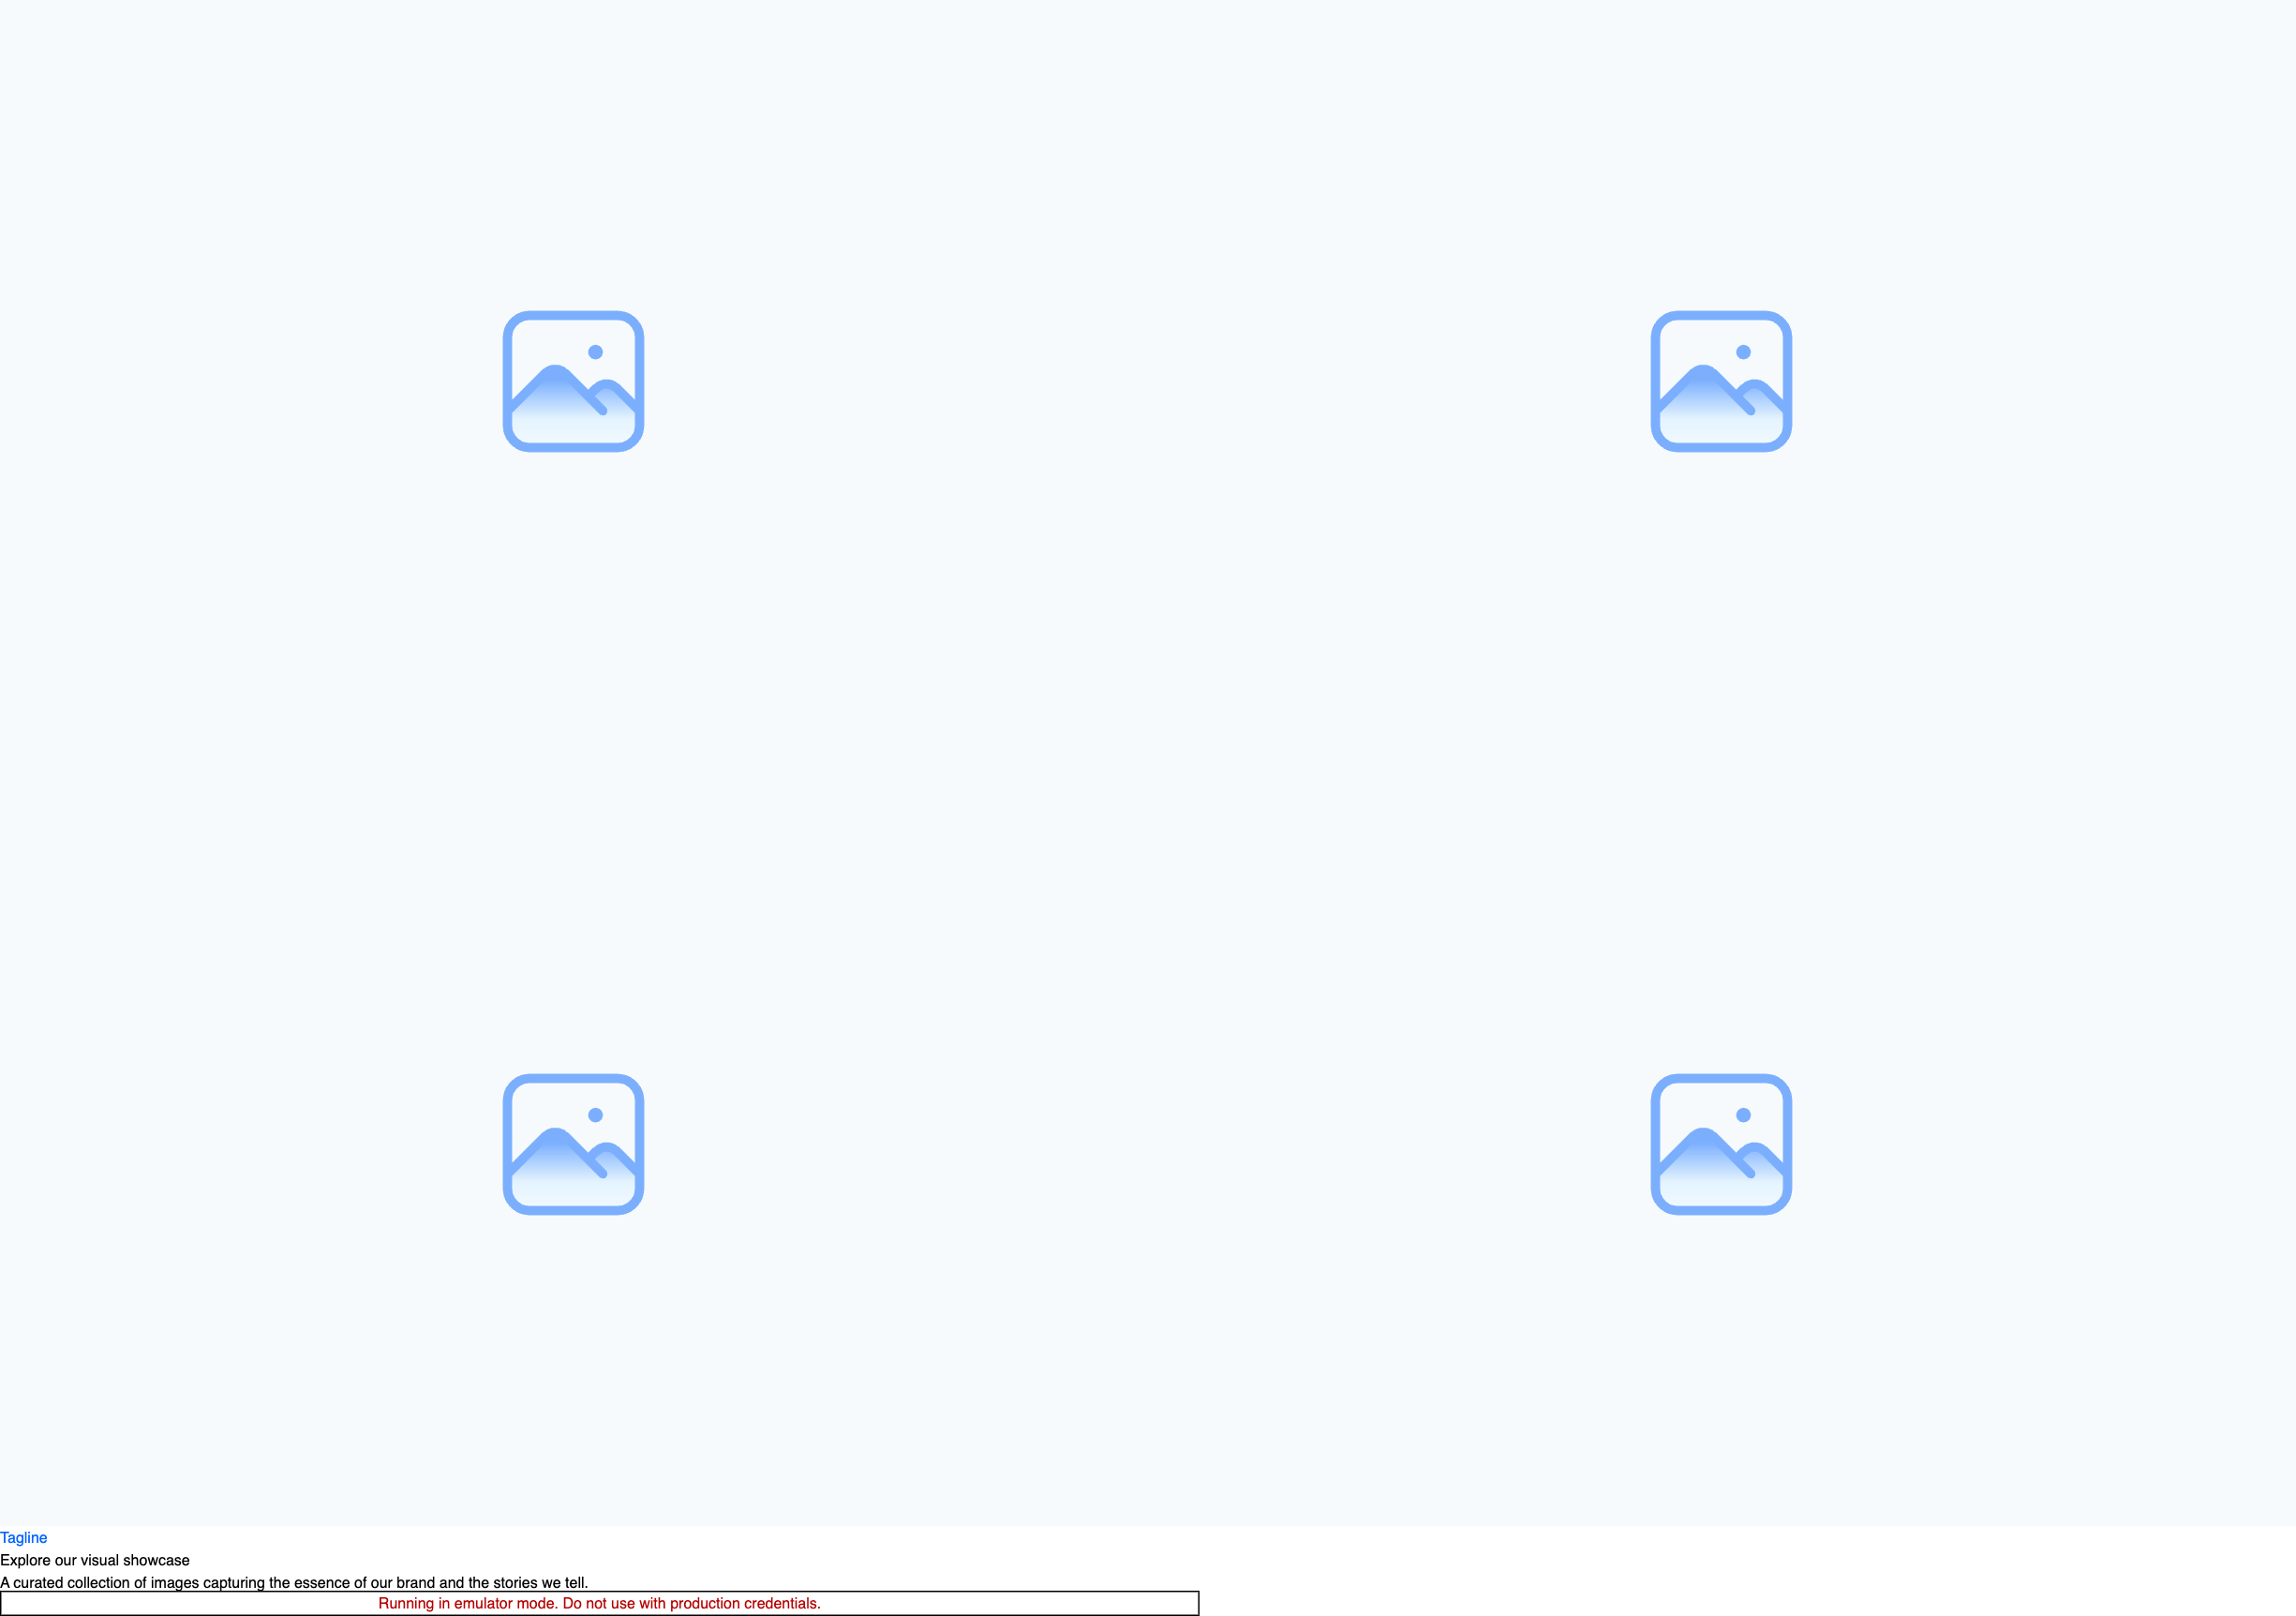 Tagline
Explore our visual showcase
A curated collection of images capturing the essence of our brand and the stories we tell.
Running in emulator mode. Do not use with production credentials.